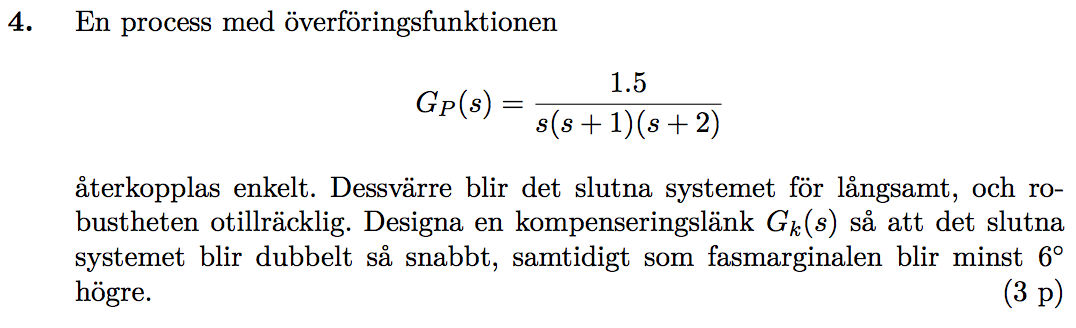 4. En process med överföringsfunktionen
G_P(s) = \frac{1.5}{s(s+1)(s+2)}
återkopplas enkelt. Dessvärre blir det slutna systemet för långsamt, och ro-
bustheten otillräcklig. Designa en kompenseringslänk G_k(s) så att det slutna
systemet blir dubbelt så snabbt, samtidigt som fasmarginalen blir minst 6°
högre. (3 p)